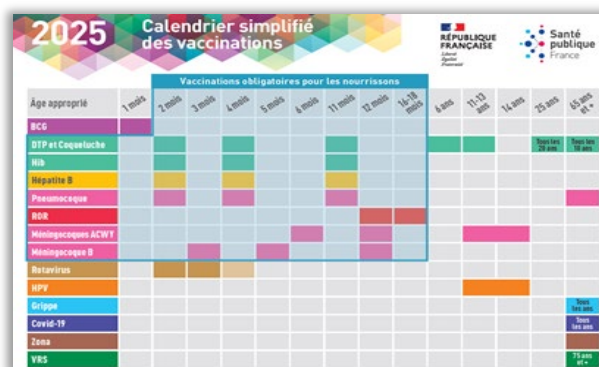 2025
Calendrier simplifié
des vaccinations
RÉPUBLIQUE
FRANÇAISE
Liberté
Égalité
Fraternité
Santé
publique
France
Vaccinations obligatoires pour les nourrissons
Âge approprié
1 mois
2 mois
3 mois
4 mois
5 mois
6 mois
11 mois
12 mois
16-18
mois
6 ans
11-13
ans
14 ans
25 ans
65 ans
et +
BCG
DTP et Coqueluche
Tous les
20 ans
Tous les
10 ans
Hib
Hépatite B
Pneumocoque
ROR
Méningocoques ACWY
Méningocoque B
Rotavirus
HPV
Grippe
Tous
les ans
Covid-19
Tous
les ans
Zona
VRS
75 ans
et +